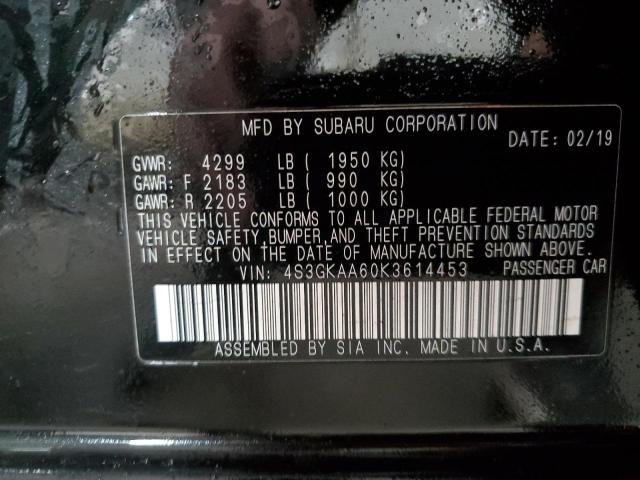 MFD BY SUBARU CORPORATION
DATE: 02/19
GVWR: 4299 LB ( 1950 KG)
GAWR: F 2183 LB ( 990 KG)
GAWR: R 2205 LB ( 1000 KG)
THIS VEHICLE CONFORMS TO ALL APPLICABLE FEDERAL MOTOR
VEHICLE SAFETY, BUMPER, AND THEFT PREVENTION STANDARDS
IN EFFECT ON THE DATE OF MANUFACTURE SHOWN ABOVE.
VIN: 4S3GKAA60K3614453 PASSENGER CAR
ASSEMBLED BY SIA INC. MADE IN U.S.A.